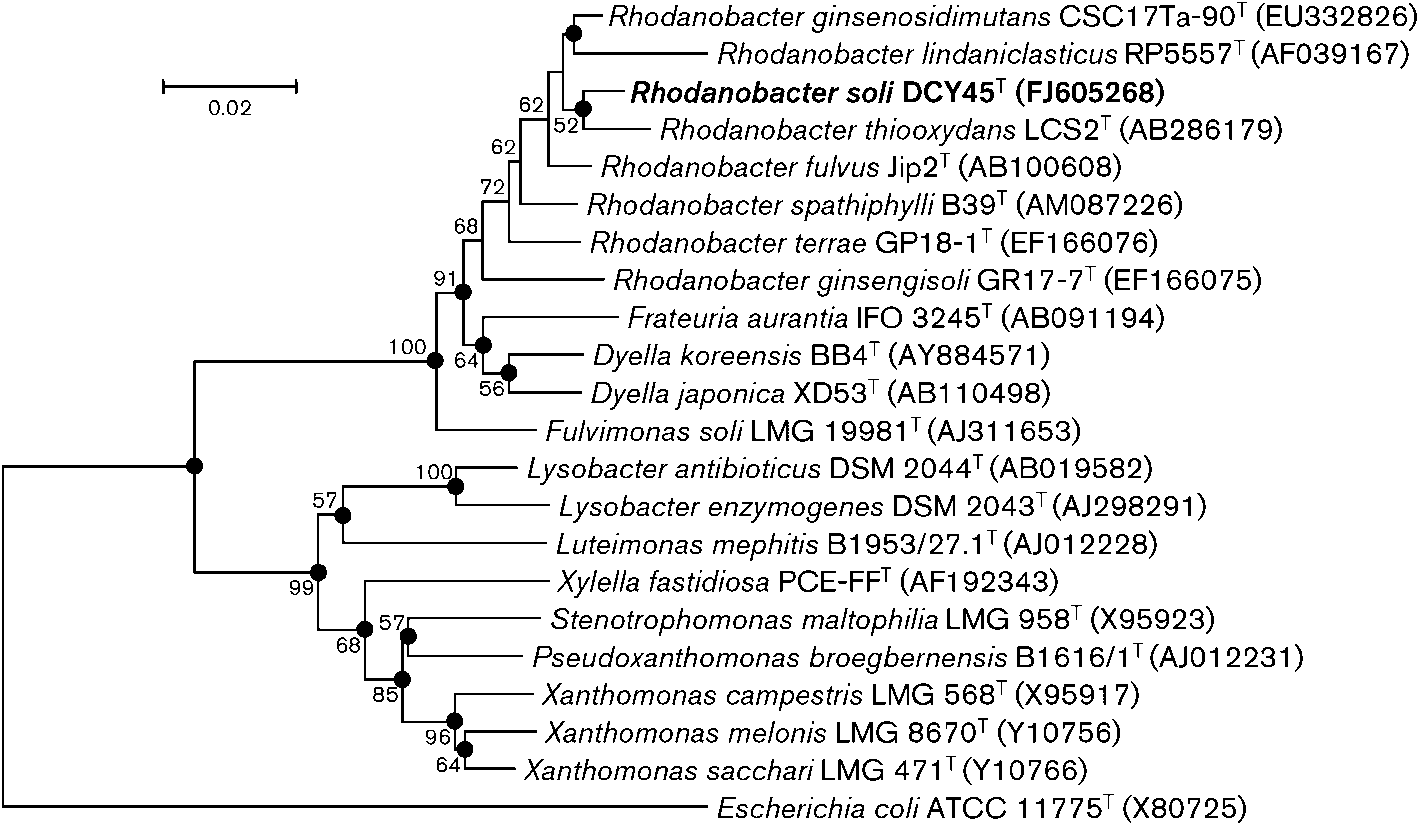 Rhodanobacter ginsenosidimutans CSC17Ta-90T (EU332826)
Rhodanobacter lindaniclasticus RP5557T (AF039167)
0.02
Rhodanobacter soli DCY45T (FJ605268)
62
52
Rhodanobacter thiooxydans LCS2T (AB286179)
62
Rhodanobacter fulvus Jip2T (AB100608)
72
Rhodanobacter spathiphylli B39T (AM087226)
68
Rhodanobacter terrae GP18-1T (EF166076)
91
Rhodanobacter ginsengisoli GR17-7T (EF166075)
Frateuria aurantia IFO 3245T (AB091194)
100
64
Dyella koreensis BB4T (AY884571)
56
Dyella japonica XD53T (AB110498)
Fulvimonas soli LMG 19981T (AJ311653)
100
Lysobacter antibioticus DSM 2044T (AB019582)
57
Lysobacter enzymogenes DSM 2043T (AJ298291)
Luteimonas mephitis B1953/27.1T (AJ012228)
99
Xylella fastidiosa PCE-FFT (AF192343)
57
Stenotrophomonas maltophilia LMG 958T (X95923)
68
Pseudoxanthomonas broegbernensis B1616/1T (AJ012231)
85
Xanthomonas campestris LMG 568T (X95917)
96
Xanthomonas melonis LMG 8670T (Y10756)
64
Xanthomonas sacchari LMG 471T (Y10766)
Escherichia coli ATCC 11775T (X80725)